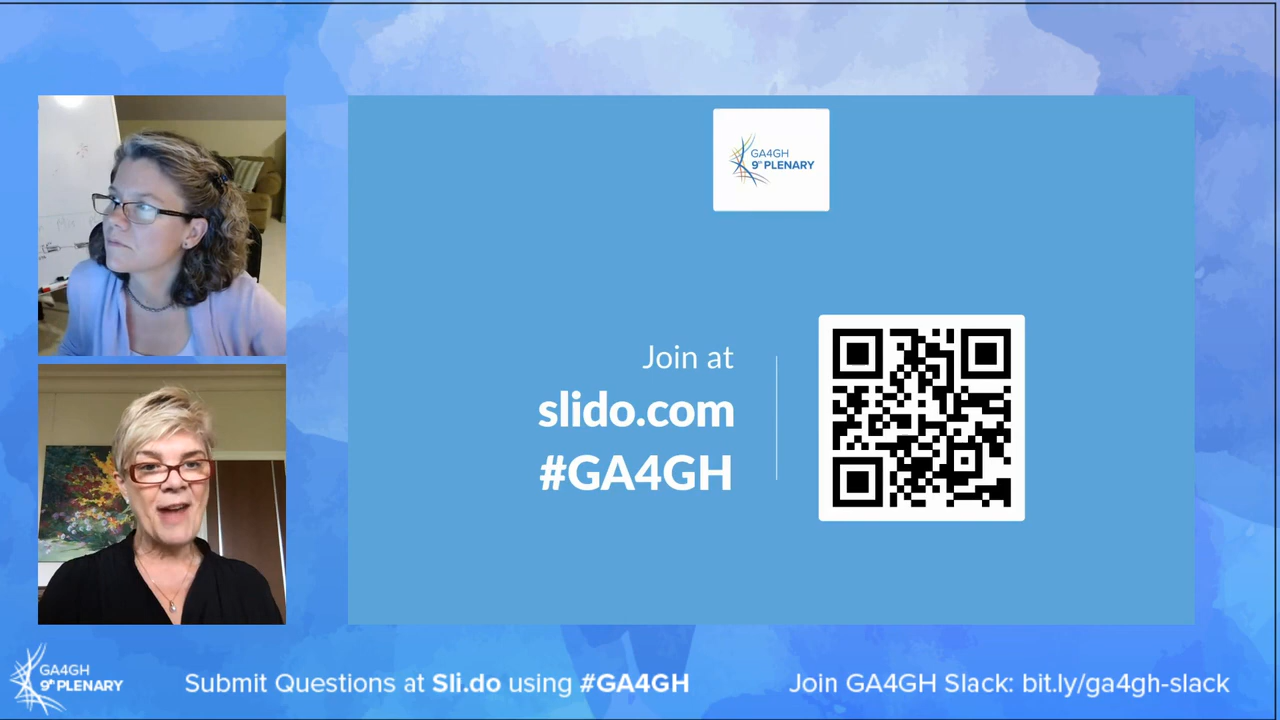 GA4GH
9th PLENARY
Join at
slido.com
#GA4GH
GA4GH
9th PLENARY
Submit Questions at Sli.do using #GA4GH
Join GA4GH Slack: bit.ly/ga4gh-slack